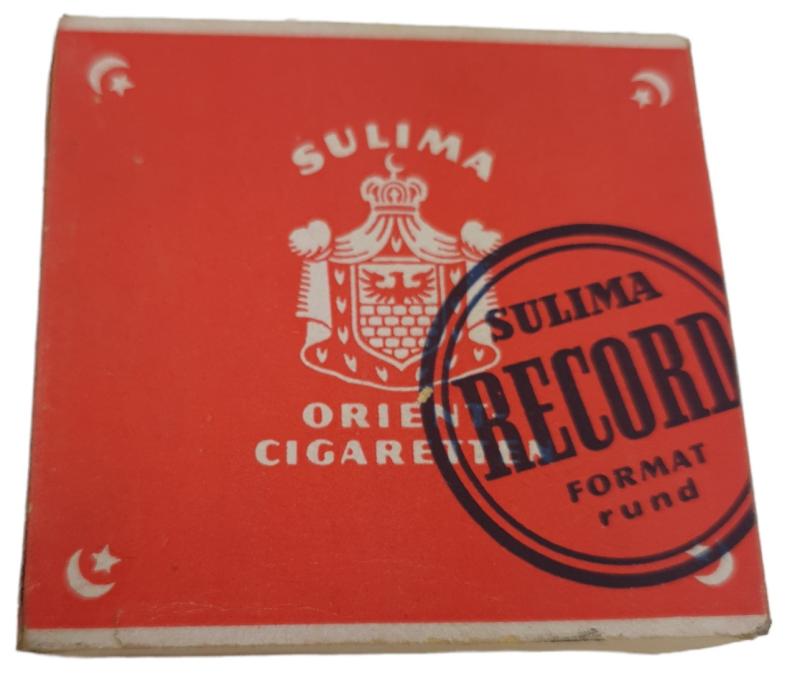 SULIMA
ORIENT
CIGARETTEN
SULIMA
RECORD
FORMAT
rund